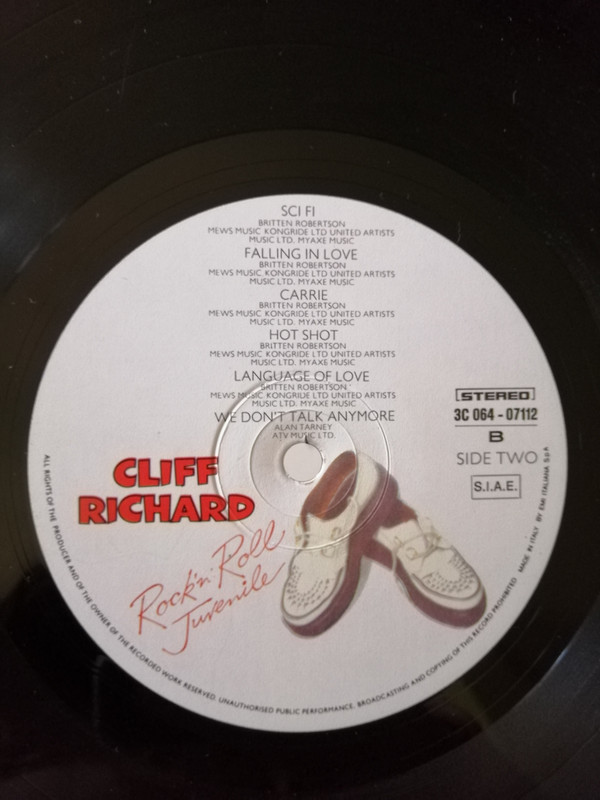 SCI FI
BRITTEN ROBERTSON
MEWS MUSIC KONGRIDE LTD UNITED ARTISTS
MUSIC LTD. MYAXE MUSIC
FALLING IN LOVE
BRITTEN ROBERTSON
MEWS MUSIC KONGRIDE LTD UNITED ARTISTS
MUSIC LTD. MYAXE MUSIC
CARRIE
BRITTEN ROBERTSON
MEWS MUSIC KONGRIDE LTD UNITED ARTISTS
MUSIC LTD. MYAXE MUSIC
HOT SHOT
BRITTEN ROBERTSON
MEWS MUSIC KONGRIDE LTD UNITED ARTISTS
MUSIC LTD. MYAXE MUSIC
LANGUAGE OF LOVE
BRITTEN ROBERTSON
MEWS MUSIC KONGRIDE LTD UNITED ARTISTS
MUSIC LTD. MYAXE MUSIC
WE DON'T TALK ANYMORE
ALAN TARNEY
ATV MUSIC LTD.
STEREO
3C 064 - 07112
B
SIDE TWO
S.I.A.E.
CLIFF
RICHARD
Rock'n' Roll
Juvenile
ALL RIGHTS OF THE PRODUCER AND OF THE OWNER OF THE RECORDED WORK RESERVED. UNAUTHORISED PUBLIC PERFORMANCE, BROADCASTING AND COPYING OF THIS RECORD PROHIBITED MADE IN ITALY BY EMI ITALIANA S.p.A